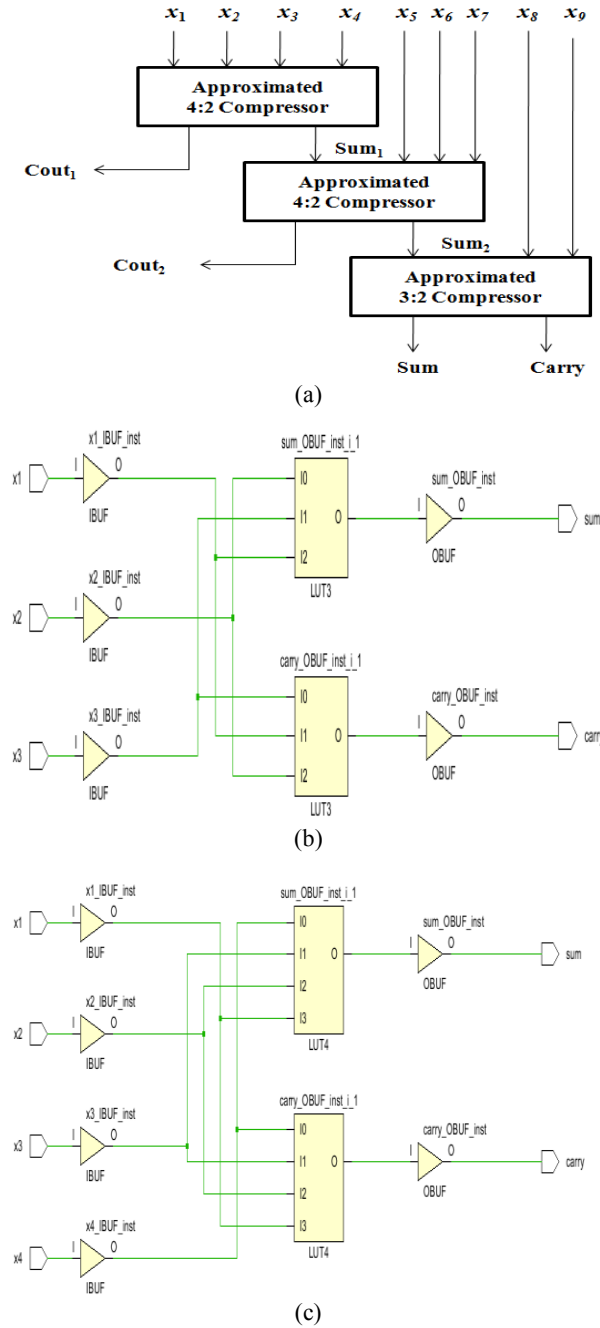 x1 x2 x3 x4 x5 x6 x7 x8 x9
Approximated
4:2 Compressor
Sum1
Cout1
Approximated
4:2 Compressor
Sum2
Cout2
Approximated
3:2 Compressor
Sum Carry
(a)
x1_IBUF_inst
sum_OBUF_inst_i_1
x1 I O
IBUF
I0
I1 O
I2
LUT3
sum_OBUF_inst
I O
OBUF
sum
x2_IBUF_inst
x2 I O
IBUF
carry_OBUF_inst_i_1
I0
I1 O
I2
LUT3
carry_OBUF_inst
I O
OBUF
carry
x3_IBUF_inst
x3 I O
IBUF
(b)
x1_IBUF_inst
x1 I O
IBUF
sum_OBUF_inst_i_1
I0
I1 O
I2
I3
LUT4
sum_OBUF_inst
I O
OBUF
sum
x2_IBUF_inst
x2 I O
IBUF
x3_IBUF_inst
x3 I O
IBUF
carry_OBUF_inst_i_1
I0
I1 O
I2
I3
LUT4
carry_OBUF_inst
I O
OBUF
carry
x4_IBUF_inst
x4 I O
IBUF
(c)